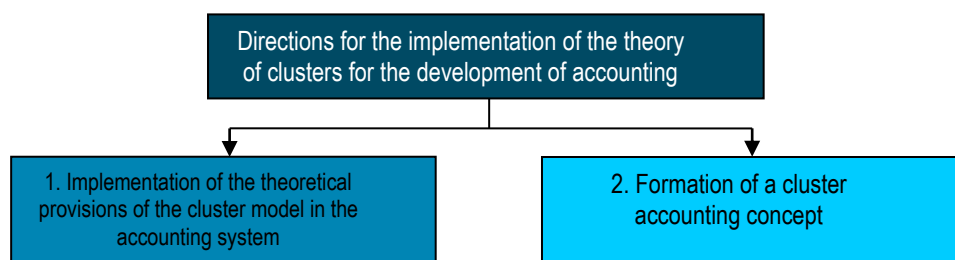 Directions for the implementation of the theory
of clusters for the development of accounting
1. Implementation of the theoretical
provisions of the cluster model in the
accounting system
2. Formation of a cluster
accounting concept